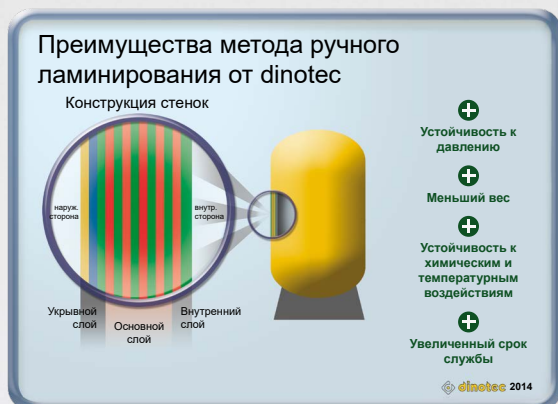 Преимущества метода ручного
ламинирования от dinotec
Конструкция стенок
наруж.
сторона
внутр.
сторона
Укрывной
слой
Основной
слой
Внутренний
слой
Устойчивость к
давлению
Меньший вес
Устойчивость к
химическим и
температурным
воздействиям
Увеличенный срок
службы
dinotec 2014